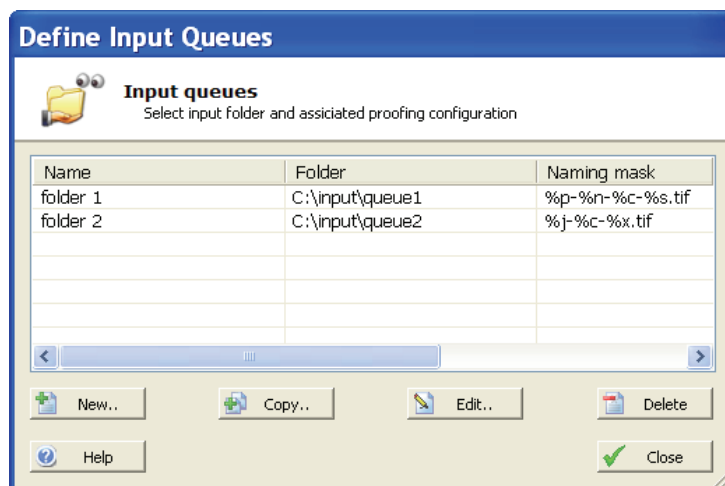 Define Input Queues
Input queues
Select input folder and assiciated proofing configuration
Name Folder Naming mask
folder 1 C:\input\queue1 %p-%n-%c-%s.tif
folder 2 C:\input\queue2 %j-%c-%x.tif
New.. Copy.. Edit.. Delete
Help Close